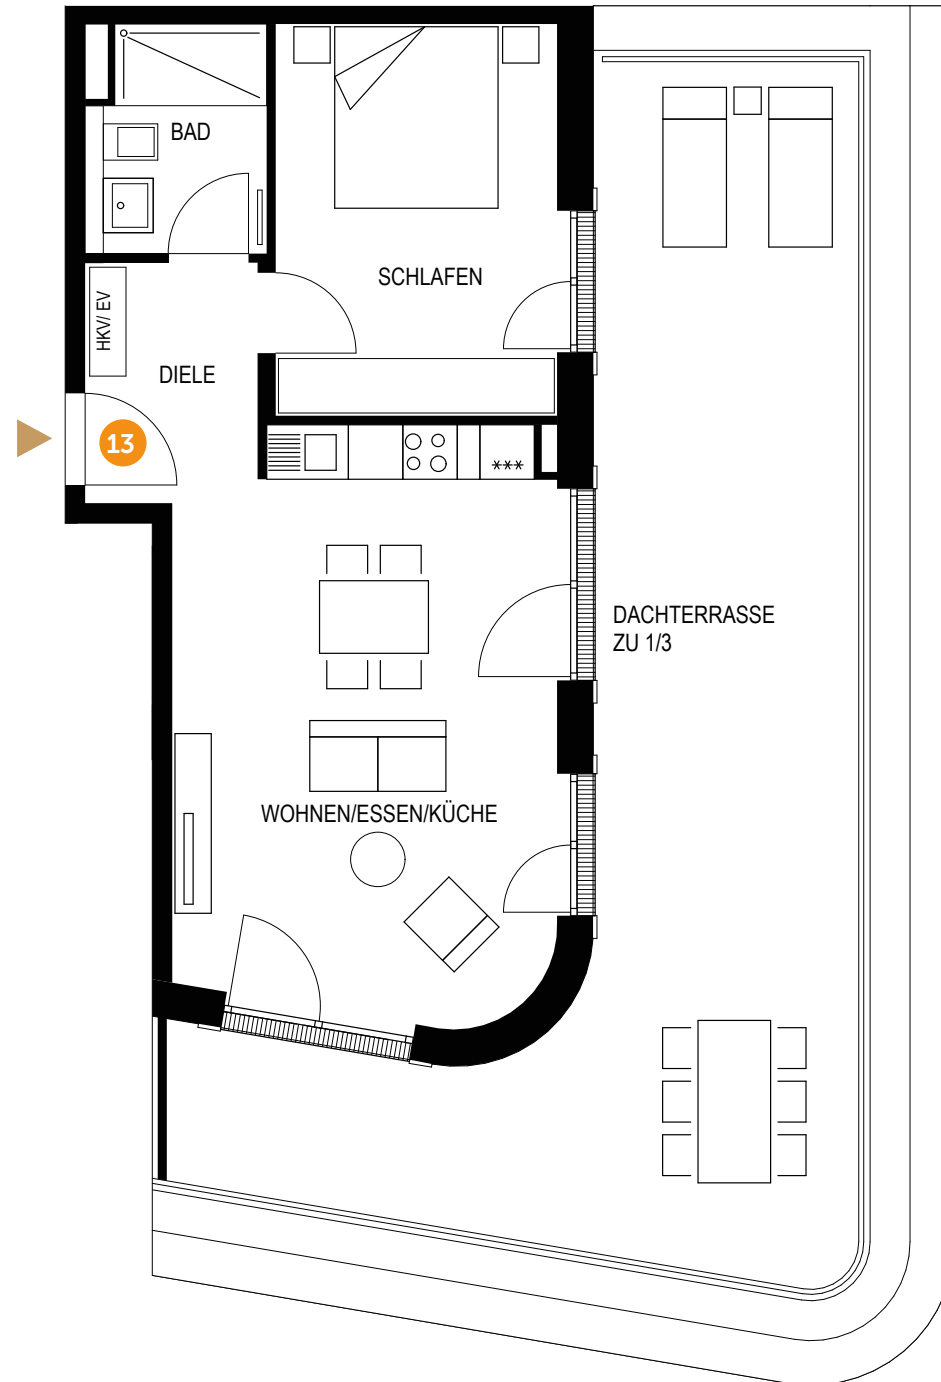 BAD
SCHLAFEN
HKV/ EV
DIELE
13
***
DACHTERRASSE
ZU 1/3
WOHNEN/ESSEN/KÜCHE